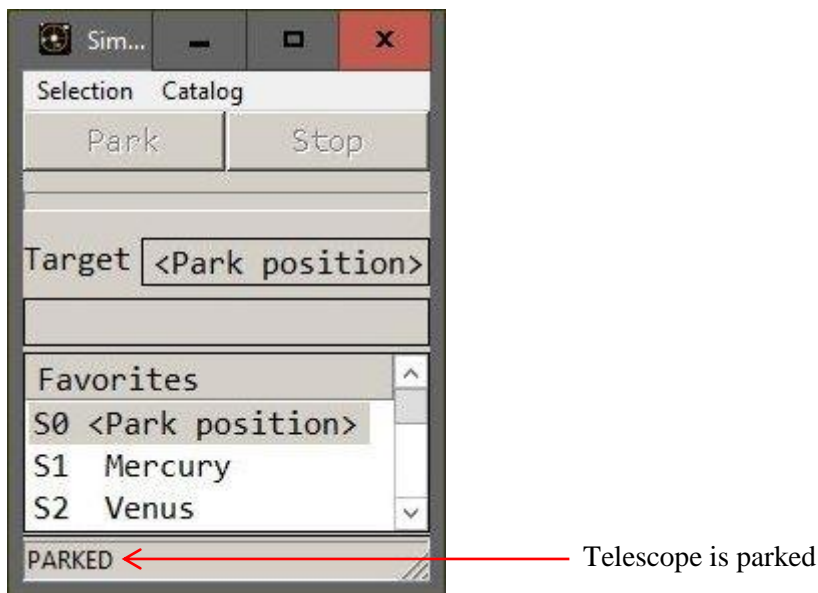 Sim...
Selection Catalog
Park Stop
Target <Park position>
Favorites
S0 <Park position>
S1 Mercury
S2 Venus
PARKED
Telescope is parked